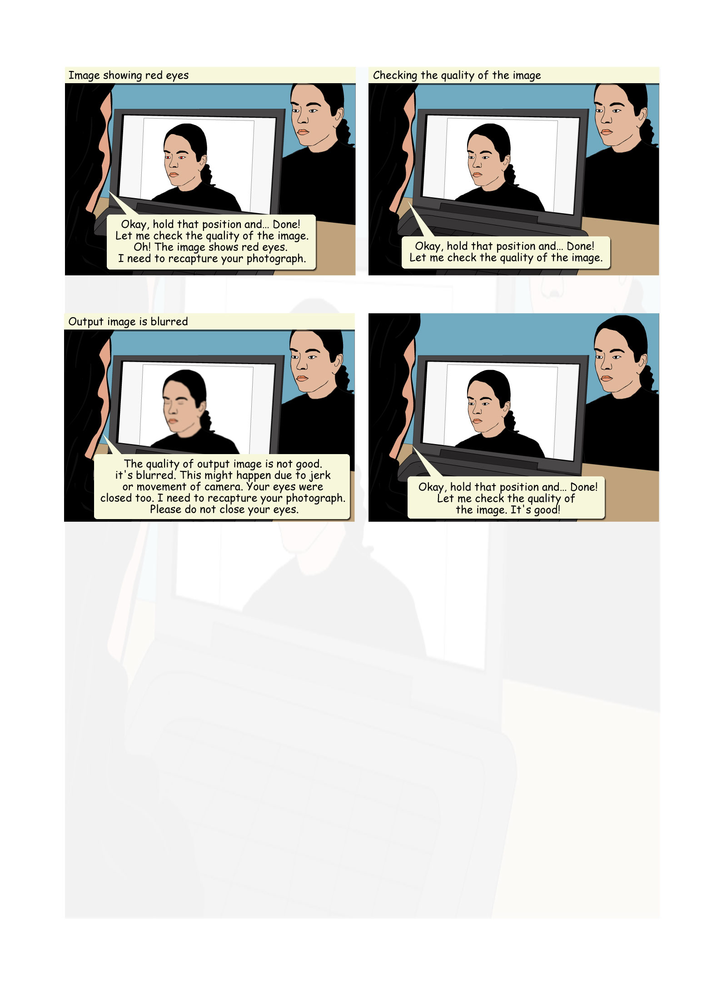 Image showing red eyes
Okay, hold that position and... Done!
Let me check the quality of the image.
Oh! The image shows red eyes.
I need to recapture your photograph.
Checking the quality of the image
Okay, hold that position and... Done!
Let me check the quality of the image.
Output image is blurred
The quality of output image is not good.
it's blurred. This might happen due to jerk
or movement of camera. Your eyes were
closed too. I need to recapture your photograph.
Please do not close your eyes.
Okay, hold that position and... Done!
Let me check the quality of
the image. It's good!